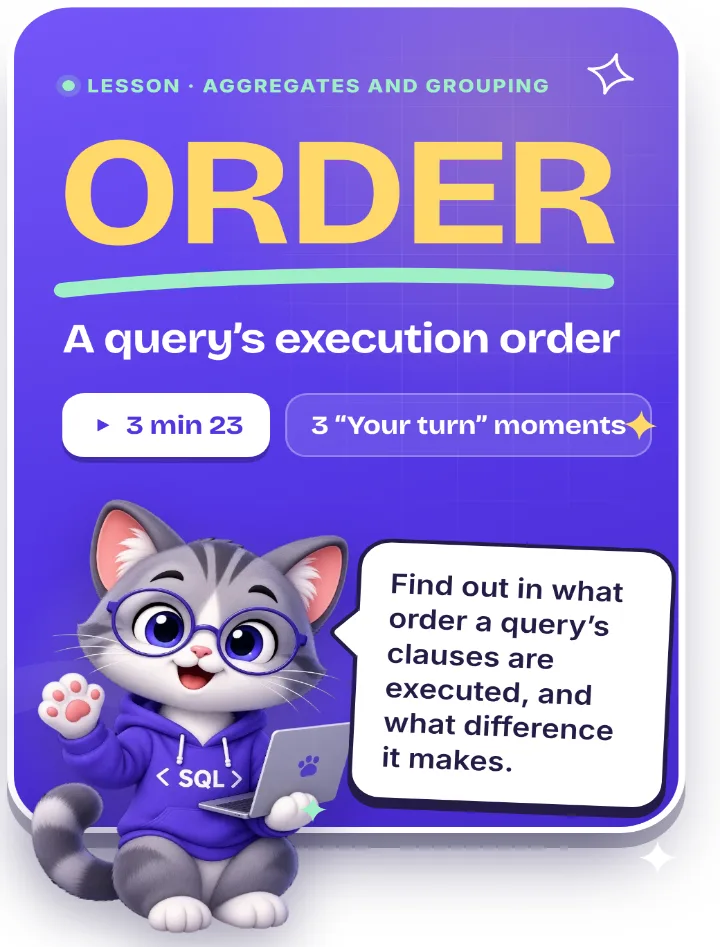 LESSON · AGGREGATES AND GROUPING
ORDER
A query’s execution order
3 min 23
3 “Your turn” moments
Find out in what
order a query’s
clauses are
executed, and
what difference
it makes.
< SQL >